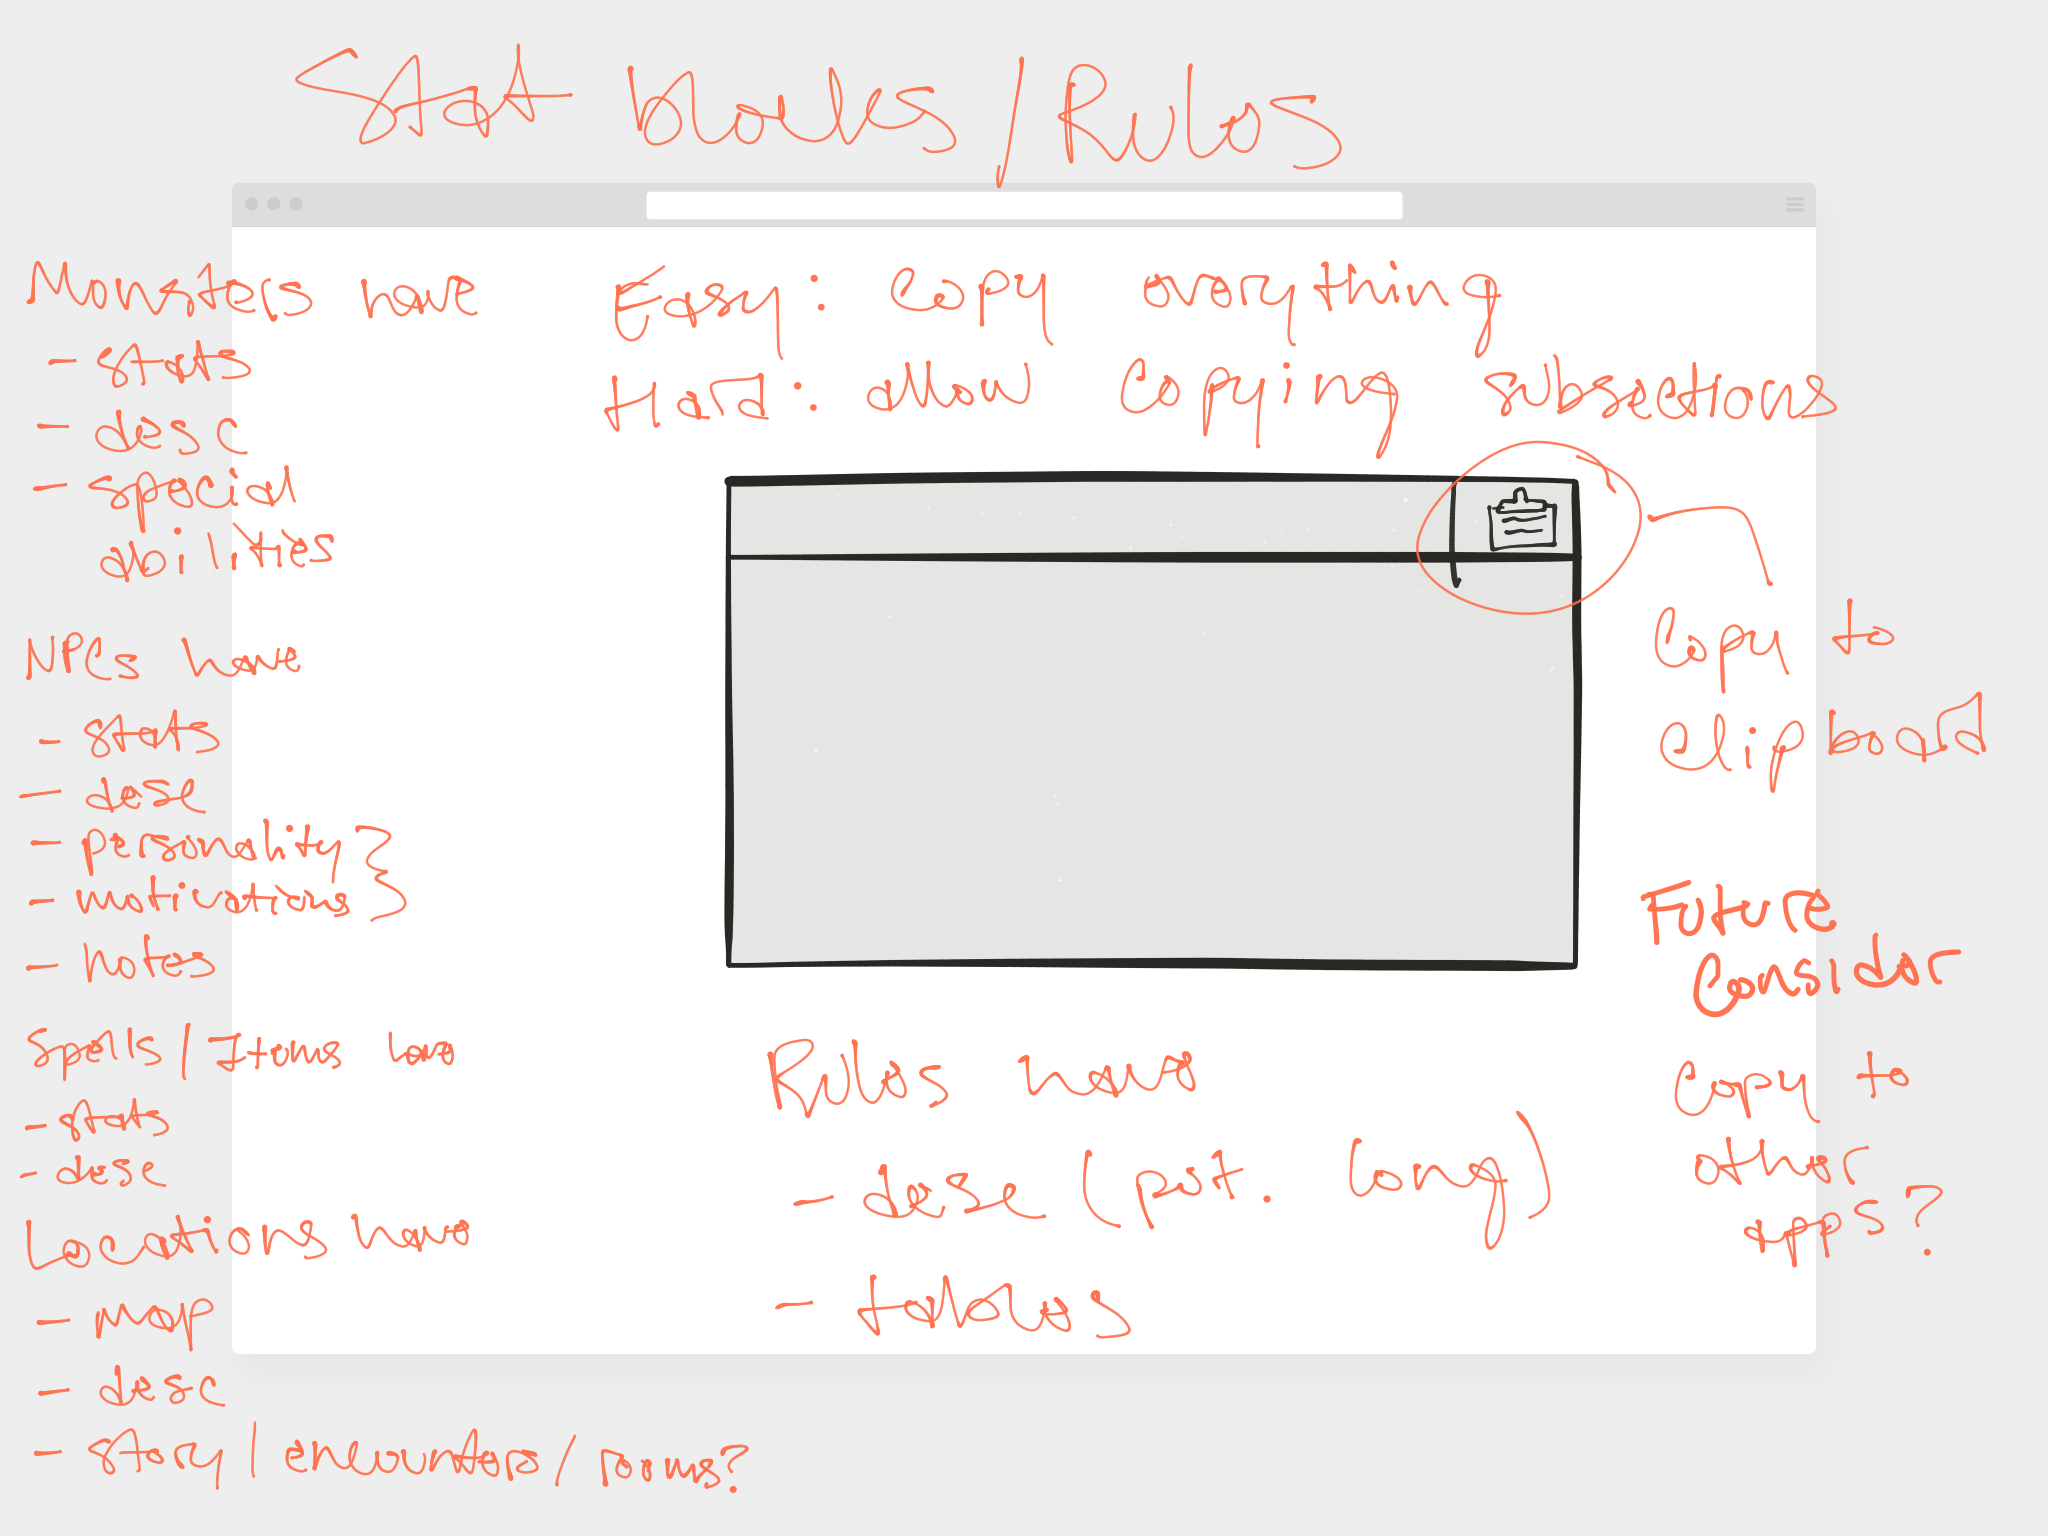 Stat blocks/Rules
Monsters have
- stats
- desc
- special
abilities
NPCs have
- stats
- desc
- personality }
- motivations }
- notes
Spells/Items have
- stats
- desc
Locations have
- map
- desc
- story/encounters/rooms?
Easy: Copy everything
Hard: allow copying subsections
Copy to
clipboard
Future
Consider
Copy to
other
apps?
Rules have
- desc (pot. long)
- tables